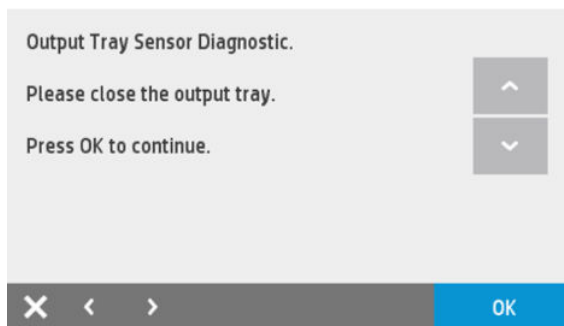 Output Tray Sensor Diagnostic.
Please close the output tray.
Press OK to continue.
OK